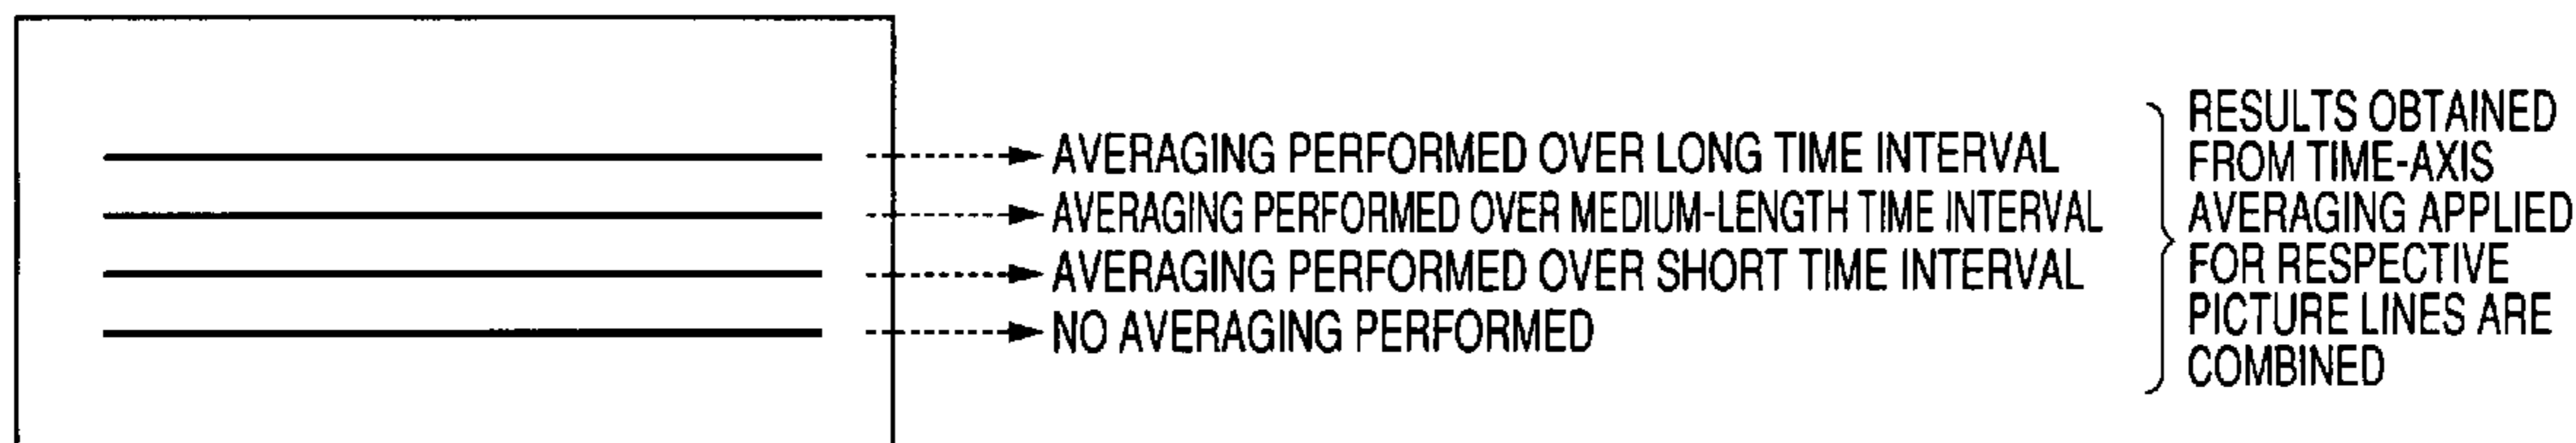 AVERAGING PERFORMED OVER LONG TIME INTERVAL
AVERAGING PERFORMED OVER MEDIUM-LENGTH TIME INTERVAL
AVERAGING PERFORMED OVER SHORT TIME INTERVAL
NO AVERAGING PERFORMED
RESULTS OBTAINED
FROM TIME-AXIS
AVERAGING APPLIED
FOR RESPECTIVE
PICTURE LINES ARE
COMBINED